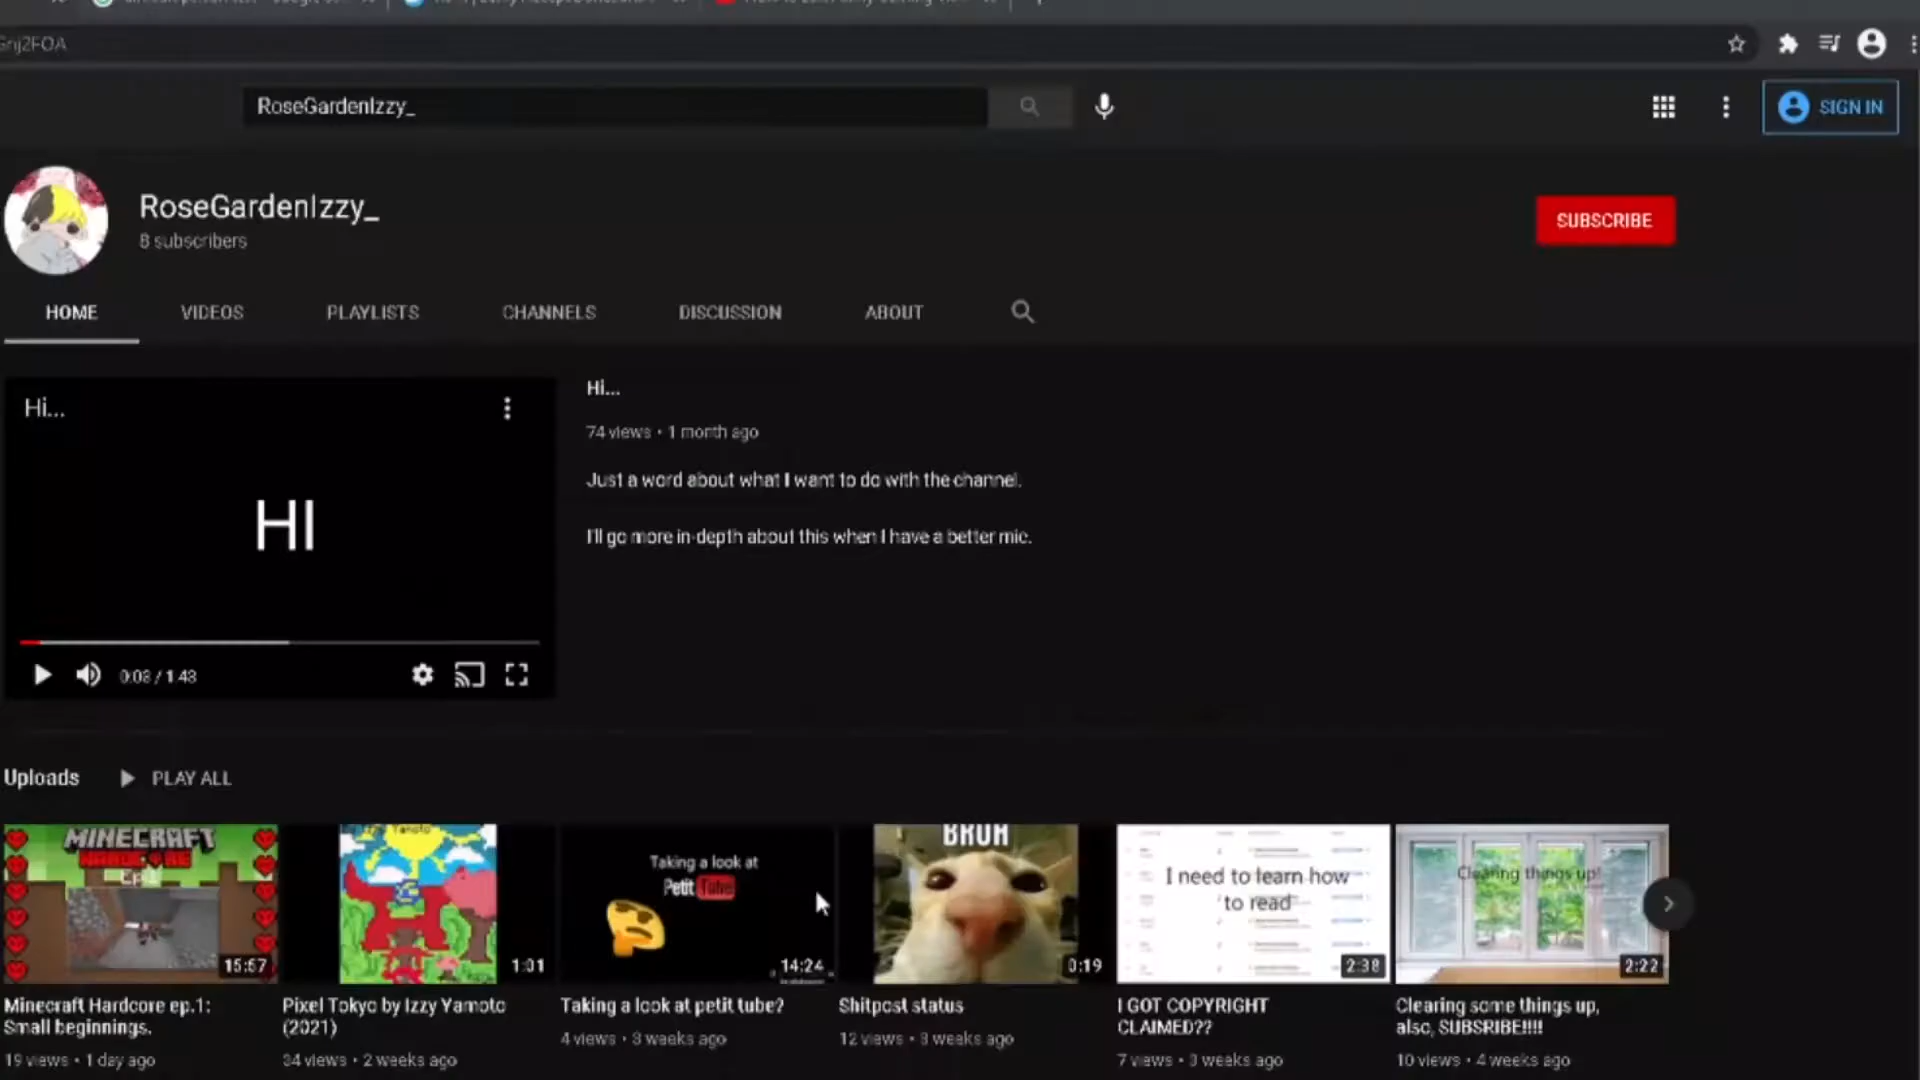 Gnj2FOA
RoseGardenIzzy_
SIGN IN
RoseGardenIzzy_
8 subscribers
SUBSCRIBE
HOME
VIDEOS
PLAYLISTS
CHANNELS
DISCUSSION
ABOUT
Hi...
HI
0:03 / 1:43
Hi...
74 views • 1 month ago
Just a word about what I want to do with the channel.
I'll go more in-depth about this when I have a better mic.
Uploads
PLAY ALL
MINECRAFT
HARDCORE
Ep 1
15:57
Minecraft Hardcore ep.1:
Small beginnings.
19 views • 1 day ago
1:01
Pixel Tokyo by Izzy Yamoto
(2021)
34 views • 2 weeks ago
Taking a look at
Petit Tube
14:24
Taking a look at petit tube?
4 views • 3 weeks ago
BRUH
0:19
Shitpost status
12 views • 3 weeks ago
I need to learn how
to read
2:38
I GOT COPYRIGHT
CLAIMED??
7 views • 3 weeks ago
Clearing things up!
2:22
Clearing some things up,
also, SUBSRIBE!!!!
10 views • 4 weeks ago